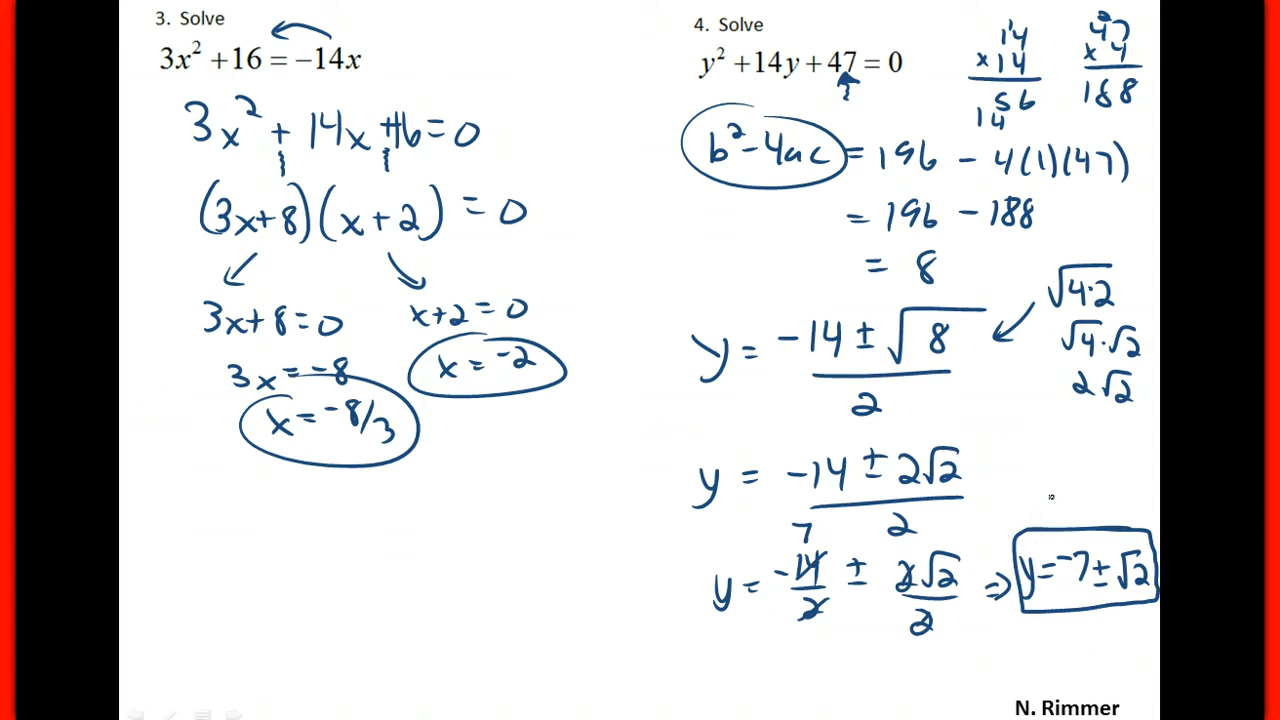 3. Solve
3x² + 16 = −14x
3x² + 14x + 16 = 0
(3x+8)(x+2) = 0
3x+8=0 x+2=0
3x=-8 x=-2
x=-8/3
4. Solve
y² + 14y + 47 = 0
14
x14
56
14
2
47
x 4
188
b²-4ac = 196 - 4(1)(47)
= 196 - 188
= 8
√4·2
√4·√2
2√2
y = -14 ± √8 / 2
y = -14 ± 2√2 / 2
7
y = -14/2 ± 2√2/2 ⇒ y=-7±√2
N. Rimmer